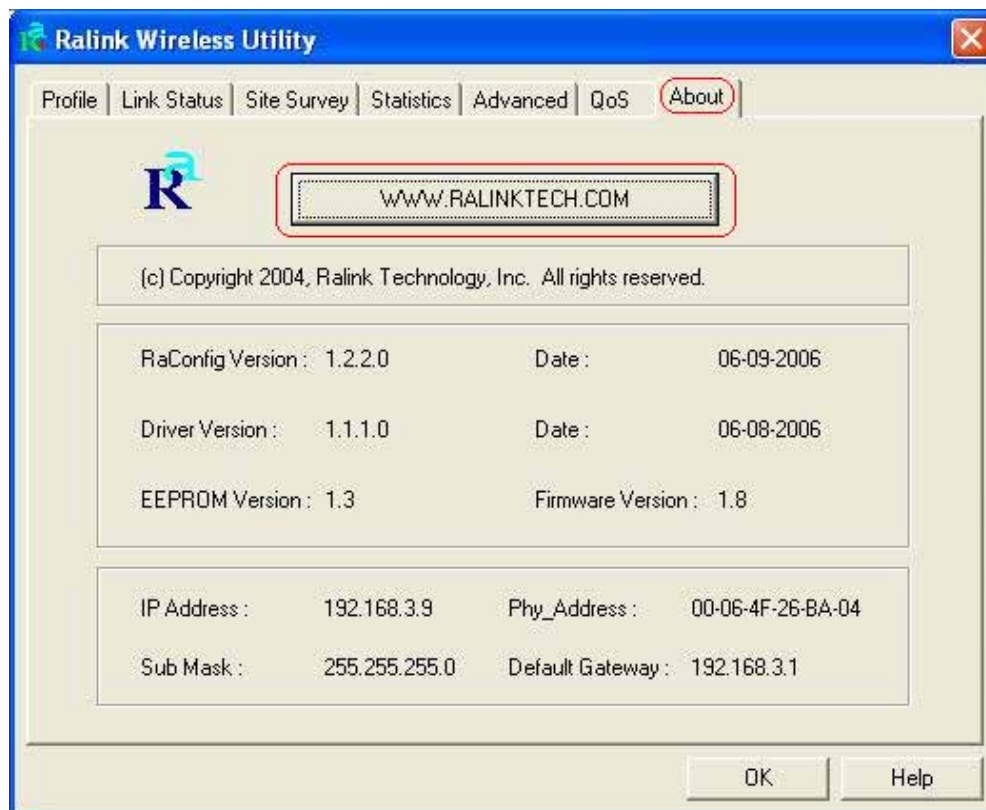 Ralink Wireless Utility
Profile Link Status Site Survey Statistics Advanced QoS About
Ra
WWW.RALINKTECH.COM
(c) Copyright 2004, Ralink Technology, Inc. All rights reserved.
RaConfig Version : 1.2.2.0 Date : 06-09-2006
Driver Version : 1.1.1.0 Date : 06-08-2006
EEPROM Version : 1.3 Firmware Version : 1.8
IP Address : 192.168.3.9 Phy_Address : 00-06-4F-26-BA-04
Sub Mask : 255.255.255.0 Default Gateway : 192.168.3.1
OK Help